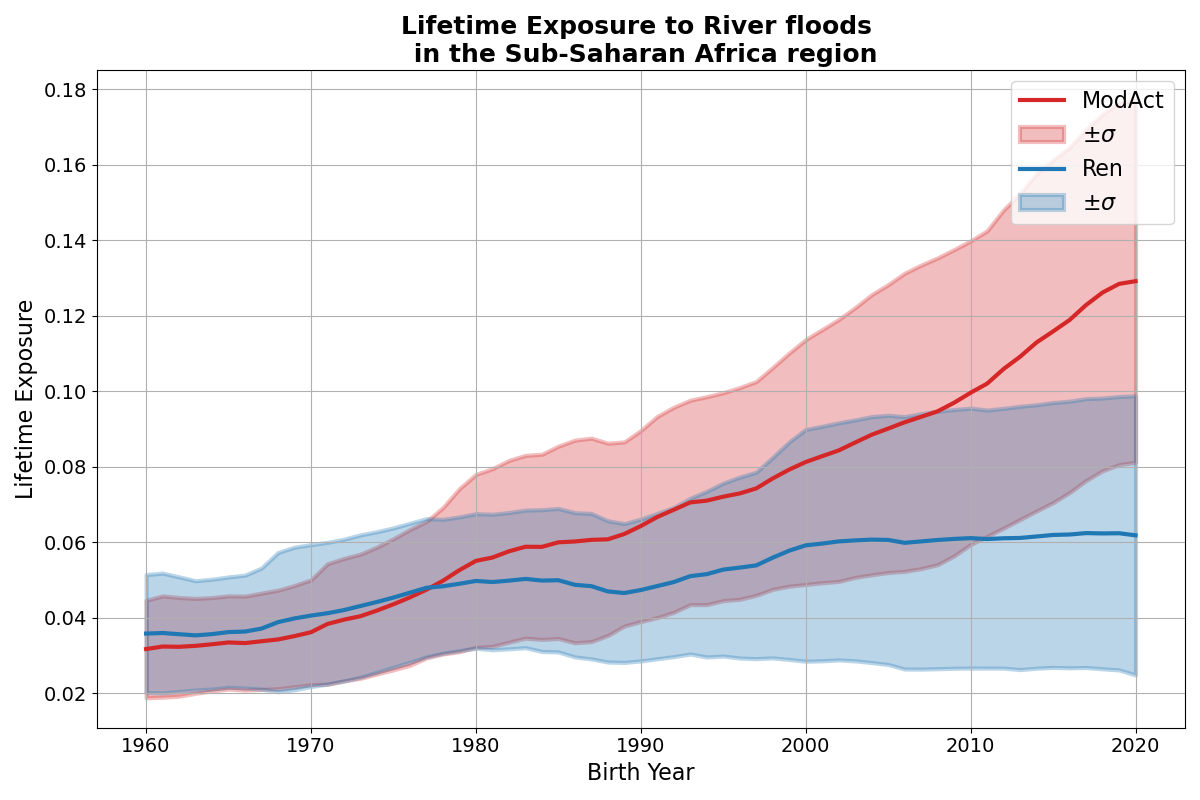 Lifetime Exposure to River floods
in the Sub-Saharan Africa region
0.18
0.16
0.14
0.12
0.10
0.08
0.06
0.04
0.02
Lifetime Exposure
ModAct
±σ
Ren
±σ
1960 1970 1980 1990 2000 2010 2020
Birth Year